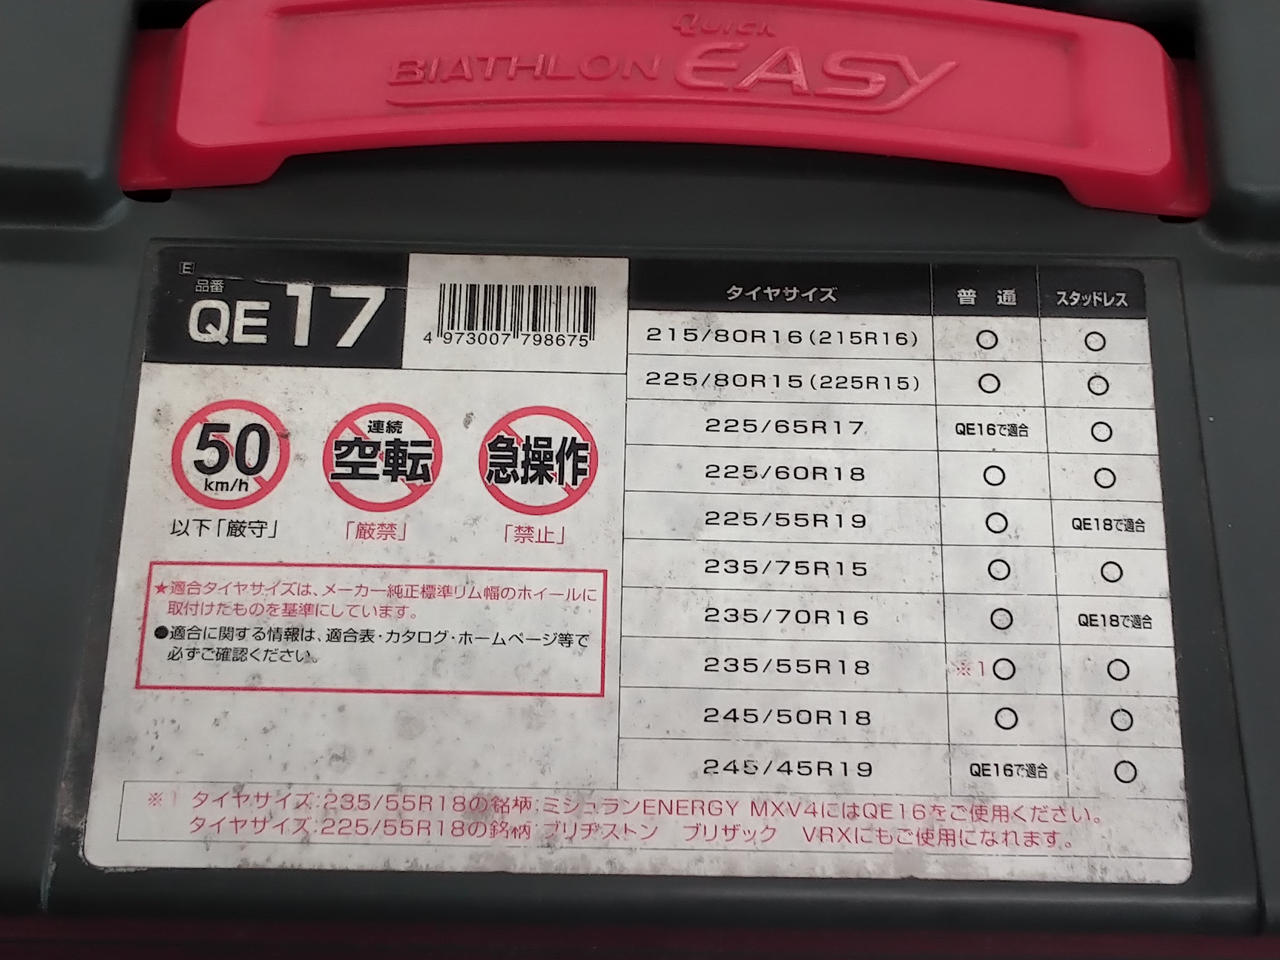 Quick
BIATHLON EASY
E
品番
QE17
4 973007 798675
50
km/h
以下「厳守」
連続
空転
「厳禁」
急操作
「禁止」
★適合タイヤサイズは、メーカー純正標準リム幅のホイールに
取付けたものを基準にしています。
●適合に関する情報は、適合表・カタログ・ホームページ等で
必ずご確認ください。
タイヤサイズ 普通 スタッドレス
215/80R16(215R16) ○ ○
225/80R15(225R15) ○ ○
225/65R17 QE16で適合 ○
225/60R18 ○ ○
225/55R19 ○ QE18で適合
235/75R15 ○ ○
235/70R16 ○ QE18で適合
235/55R18 ※1○ ○
245/50R18 ○ ○
245/45R19 QE16で適合 ○
※1 タイヤサイズ:235/55R18の銘柄:ミシュランENERGY MXV4にはQE16をご使用ください。
タイヤサイズ:225/55R18の銘柄:ブリヂストン ブリザック VRXにもご使用になれます。